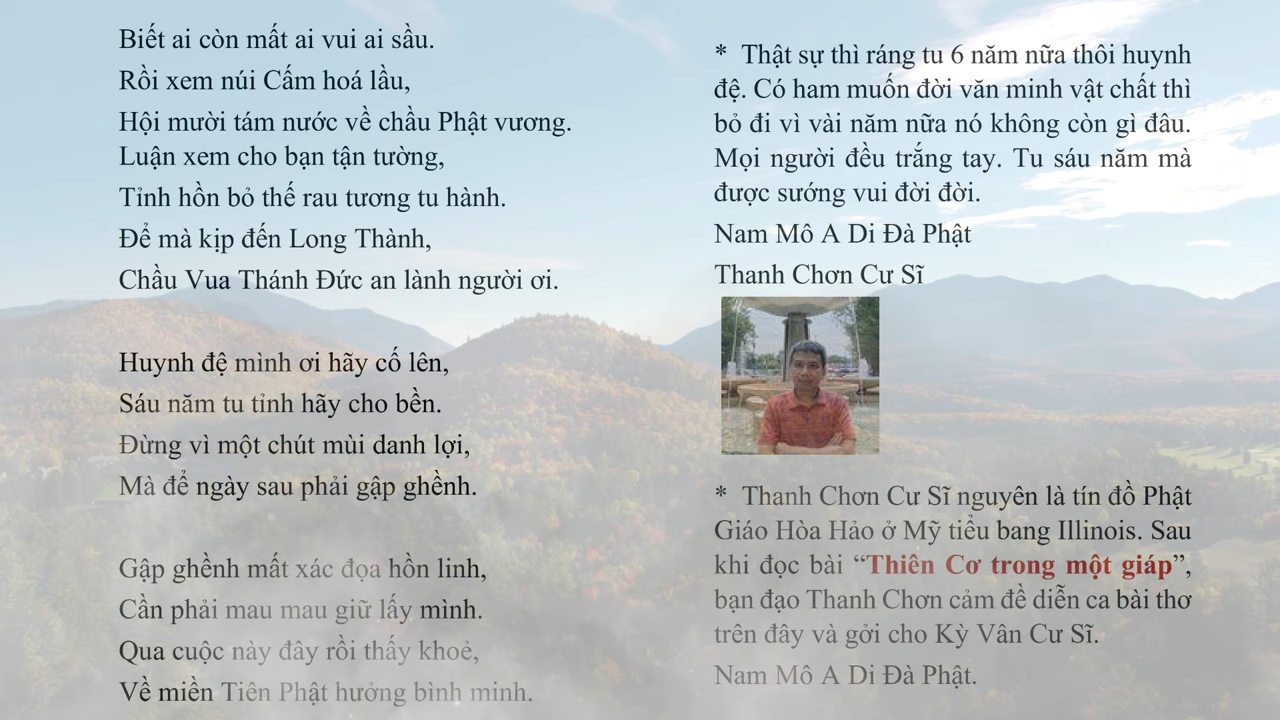 Biết ai còn mất ai vui ai sầu.
Rồi xem núi Cấm hoá lầu,
Hội mười tám nước về chầu Phật vương.
Luận xem cho bạn tận tường,
Tỉnh hồn bỏ thế rau tương tu hành.
Để mà kịp đến Long Thành,
Chầu Vua Thánh Đức an lành người ơi.
Huynh đệ mình ơi hãy cố lên,
Sáu năm tu tỉnh hãy cho bền.
Đừng vì một chút mùi danh lợi,
Mà để ngày sau phải gập ghềnh.
Gập ghềnh mất xác đọa hồn linh,
Cần phải mau mau giữ lấy mình.
Qua cuộc này đây rồi thấy khoẻ,
Về miền Tiên Phật hưởng bình minh.
* Thật sự thì ráng tu 6 năm nữa thôi huynh
đệ. Có ham muốn đời văn minh vật chất thì
bỏ đi vì vài năm nữa nó không còn gì đâu.
Mọi người đều trắng tay. Tu sáu năm mà
được sướng vui đời đời.
Nam Mô A Di Đà Phật
Thanh Chơn Cư Sĩ
* Thanh Chơn Cư Sĩ nguyên là tín đồ Phật
Giáo Hòa Hảo ở Mỹ tiểu bang Illinois. Sau
khi đọc bài “Thiên Cơ trong một giáp”,
bạn đạo Thanh Chơn cảm đề diễn ca bài thơ
trên đây và gởi cho Kỳ Vân Cư Sĩ.
Nam Mô A Di Đà Phật.